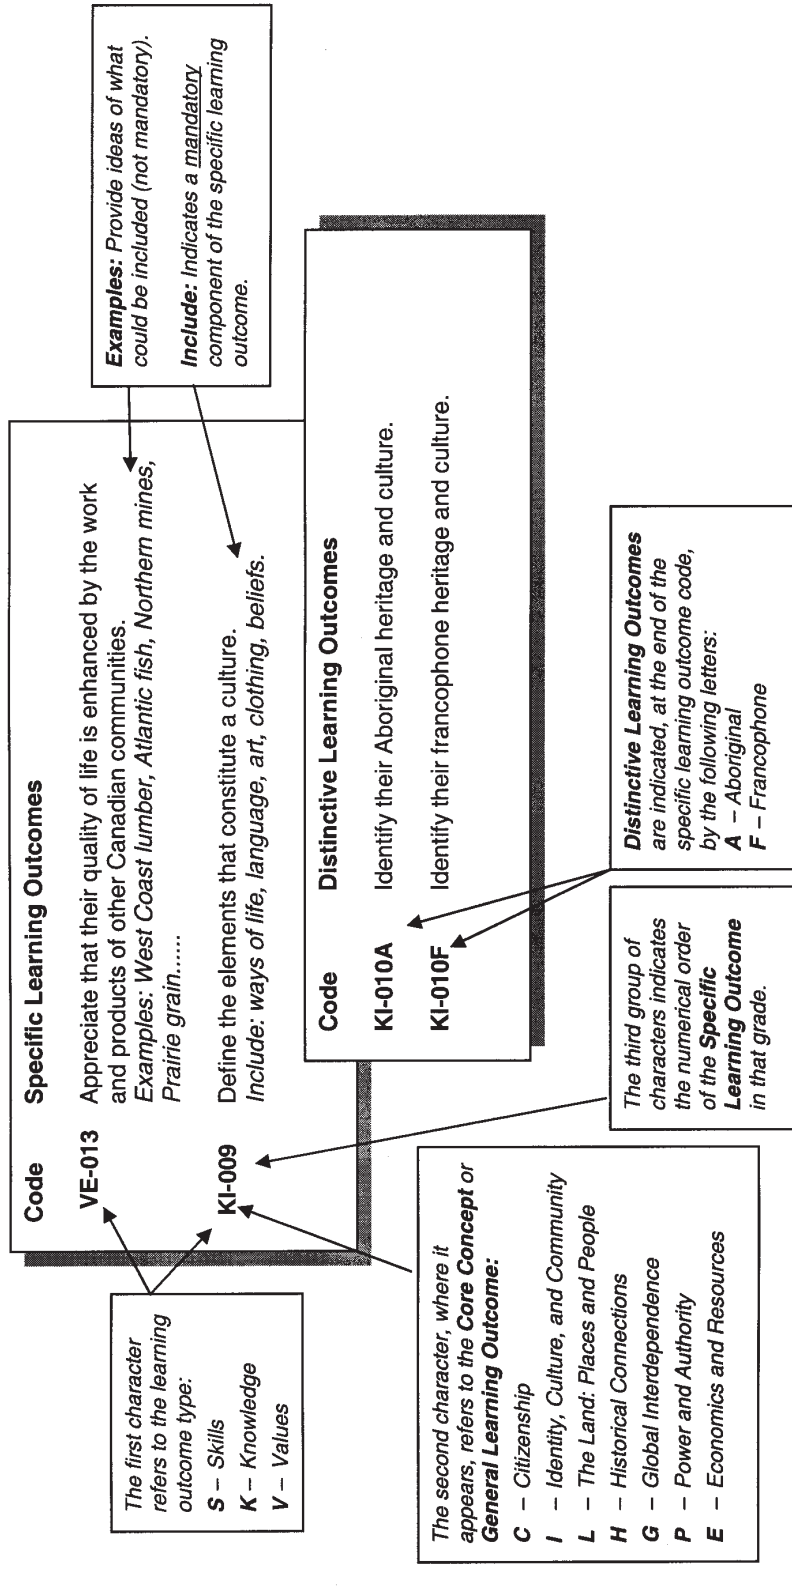 The first character
refers to the learning
outcome type:
S – Skills
K – Knowledge
V – Values
Code Specific Learning Outcomes
VE-013 Appreciate that their quality of life is enhanced by the work
and products of other Canadian communities.
Examples: West Coast lumber, Atlantic fish, Northern mines,
Prairie grain......
KI-009 Define the elements that constitute a culture.
Include: ways of life, language, art, clothing, beliefs.
Examples: Provide ideas of what
could be included (not mandatory).
Include: Indicates a mandatory
component of the specific learning
outcome.
Code Distinctive Learning Outcomes
KI-010A Identify their Aboriginal heritage and culture.
KI-010F Identify their francophone heritage and culture.
The second character, where it
appears, refers to the Core Concept or
General Learning Outcome:
C – Citizenship
I – Identity, Culture, and Community
L – The Land: Places and People
H – Historical Connections
G – Global Interdependence
P – Power and Authority
E – Economics and Resources
The third group of
characters indicates
the numerical order
of the Specific
Learning Outcome
in that grade.
Distinctive Learning Outcomes
are indicated, at the end of the
specific learning outcome code,
by the following letters:
A – Aboriginal
F – Francophone